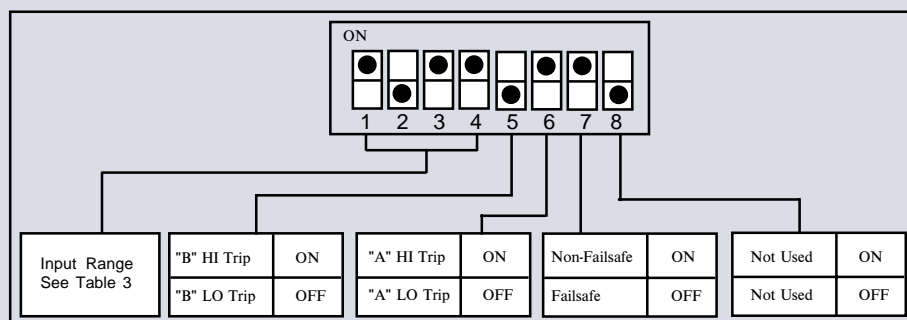 ON
1 2 3 4 5 6 7 8
Input Range
See Table 3
"B" HI Trip ON
"B" LO Trip OFF
"A" HI Trip ON
"A" LO Trip OFF
Non-Failsafe ON
Failsafe OFF
Not Used ON
Not Used OFF